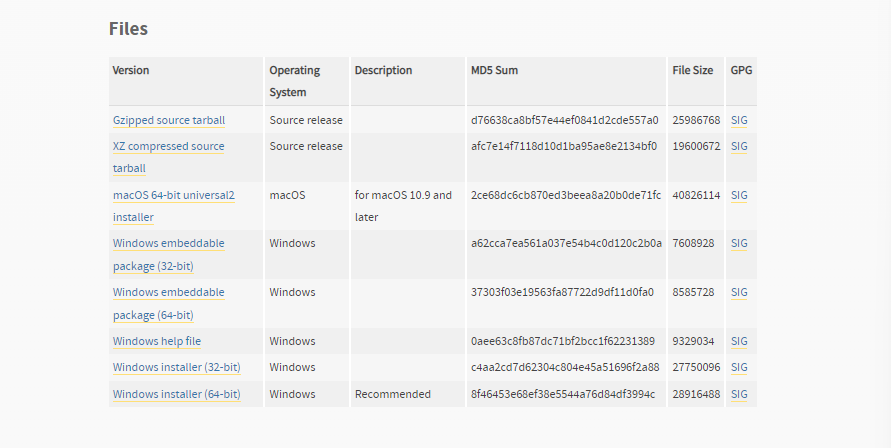 Files
Version Operating System Description MD5 Sum File Size GPG
Gzipped source tarball Source release d76638ca8bf57e44ef0841d2cde557a0 25986768 SIG
XZ compressed source tarball Source release afc7e14f7118d10d1ba95ae8e2134bf0 19600672 SIG
macOS 64-bit universal2 installer macOS for macOS 10.9 and later 2ce68dc6cb870ed3beea8a20b0de71fc 40826114 SIG
Windows embeddable package (32-bit) Windows a62cca7ea561a037e54b4c0d120c2b0a 7608928 SIG
Windows embeddable package (64-bit) Windows 37303f03e19563fa87722d9df11d0fa0 8585728 SIG
Windows help file Windows 0aee63c8fb87dc71bf2bcc1f62231389 9329034 SIG
Windows installer (32-bit) Windows c4aa2cd7d62304c804e45a51696f2a88 27750096 SIG
Windows installer (64-bit) Windows Recommended 8f46453e68ef38e5544a76d84df3994c 28916488 SIG